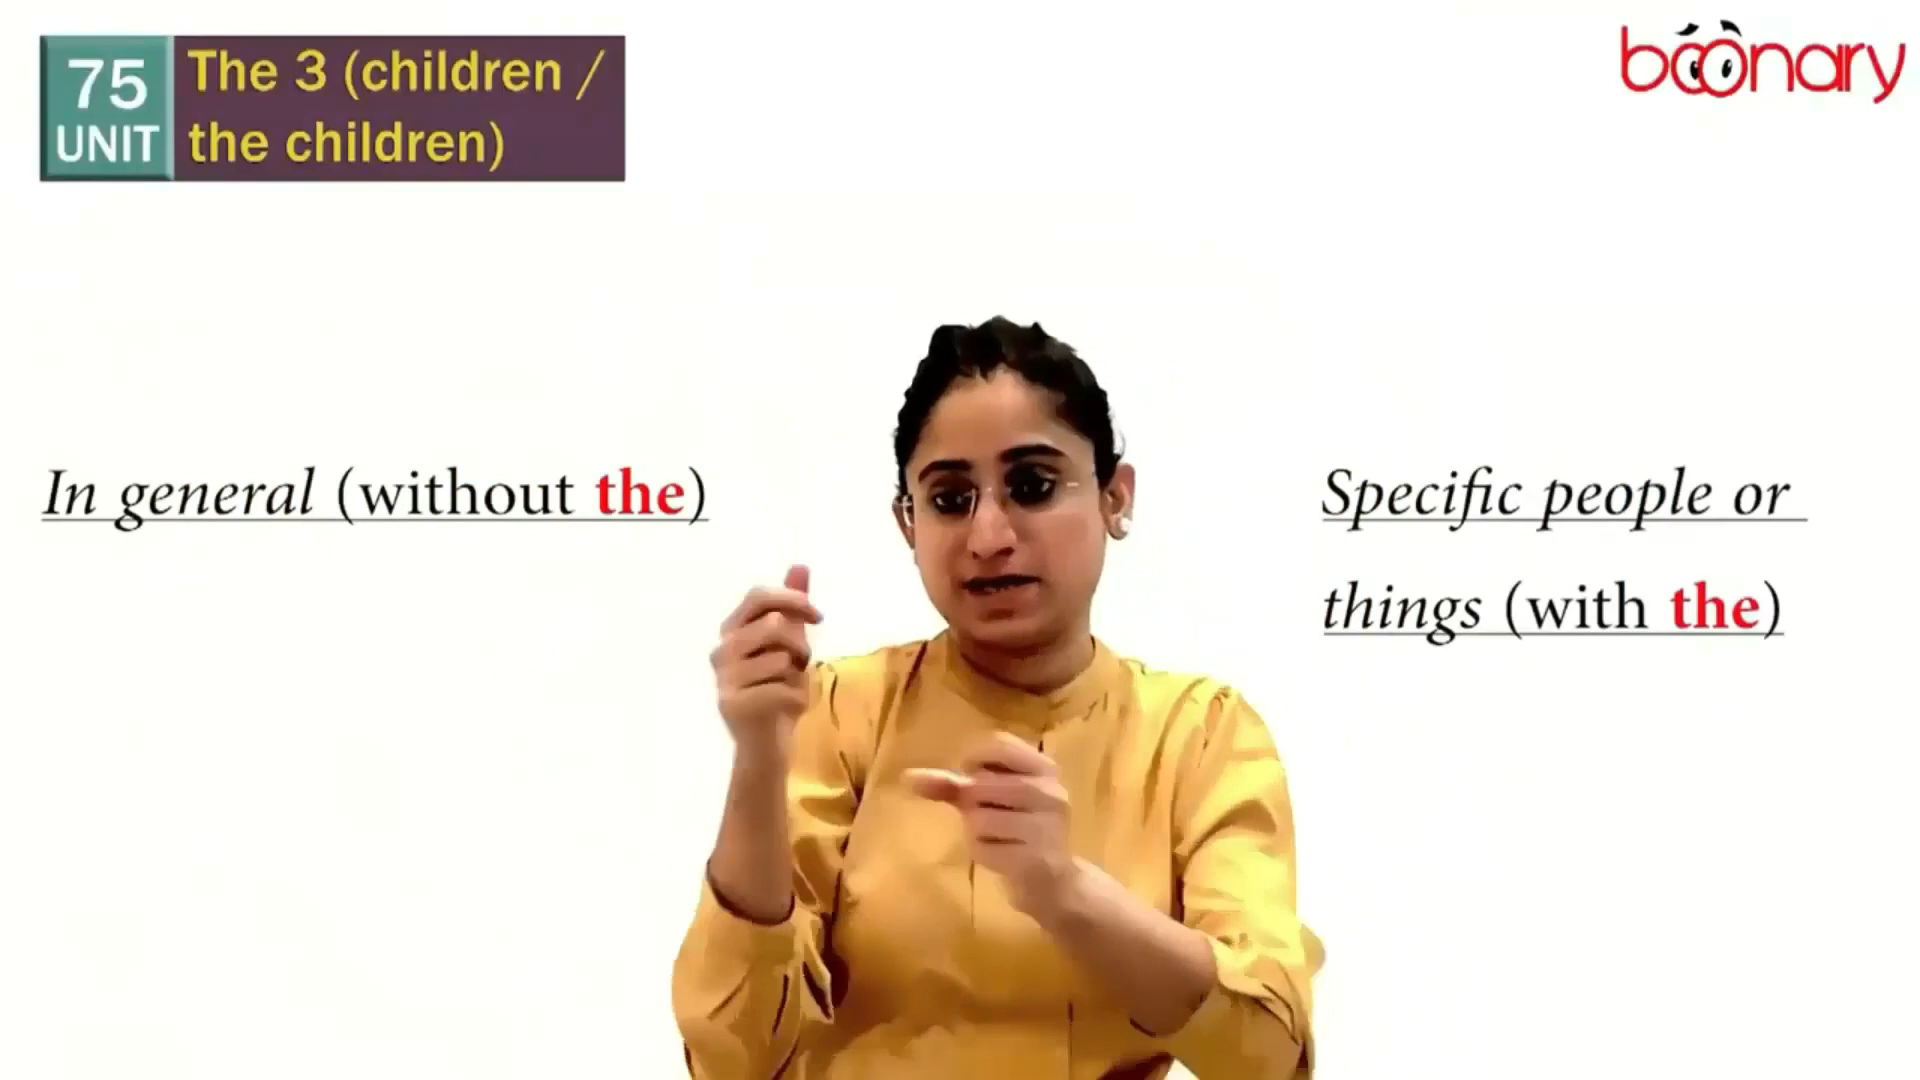 75
UNIT
The 3 (children /
the children)
boonary
In general (without the)
Specific people or
things (with the)